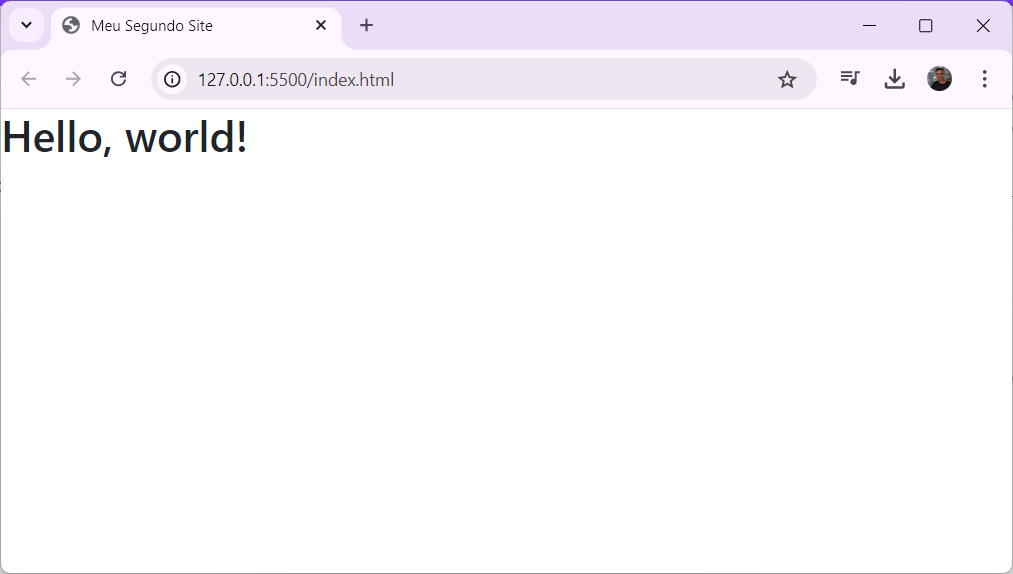 Meu Segundo Site
127.0.0.1:5500/index.html
Hello, world!